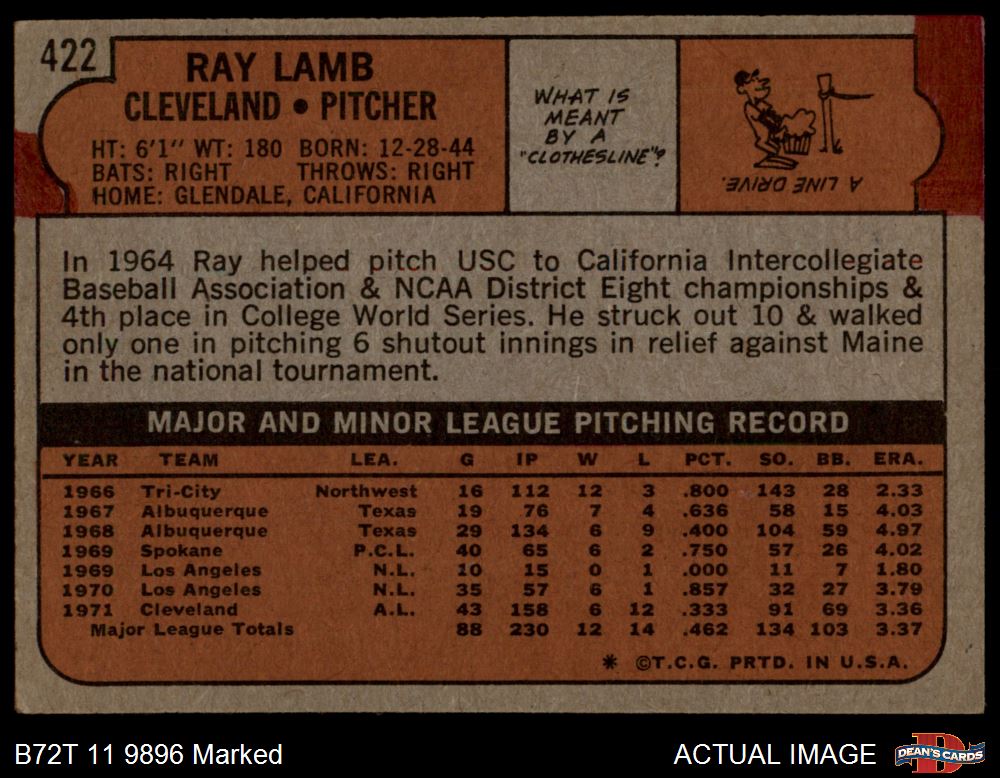 422
RAY LAMB
CLEVELAND • PITCHER
HT: 6'1" WT: 180 BORN: 12-28-44
BATS: RIGHT THROWS: RIGHT
HOME: GLENDALE, CALIFORNIA
WHAT IS
MEANT
BY A
"CLOTHESLINE"?
A LINE DRIVE.
In 1964 Ray helped pitch USC to California Intercollegiate
Baseball Association & NCAA District Eight championships &
4th place in College World Series. He struck out 10 & walked
only one in pitching 6 shutout innings in relief against Maine
in the national tournament.
MAJOR AND MINOR LEAGUE PITCHING RECORD
YEAR TEAM LEA. G IP W L PCT. SO. BB. ERA.
1966 Tri-City Northwest 16 112 12 3 .800 143 28 2.33
1967 Albuquerque Texas 19 76 7 4 .636 58 15 4.03
1968 Albuquerque Texas 29 134 6 9 .400 104 59 4.97
1969 Spokane P.C.L. 40 65 6 2 .750 57 26 4.02
1969 Los Angeles N.L. 10 15 0 1 .000 11 7 1.80
1970 Los Angeles N.L. 35 57 6 1 .857 32 27 3.79
1971 Cleveland A.L. 43 158 6 12 .333 91 69 3.36
Major League Totals 88 230 12 14 .462 134 103 3.37
* ©T.C.G. PRTD. IN U.S.A.
B72T 11 9896 Marked
ACTUAL IMAGE
DEAN'S CARDS